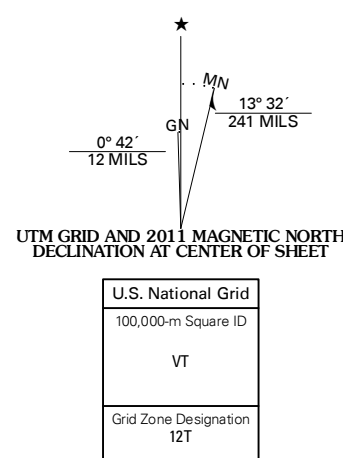 ★
MN
GN
13° 32´
241 MILS
0° 42´
12 MILS
UTM GRID AND 2011 MAGNETIC NORTH
DECLINATION AT CENTER OF SHEET
U.S. National Grid
100,000-m Square ID
VT
Grid Zone Designation
12T